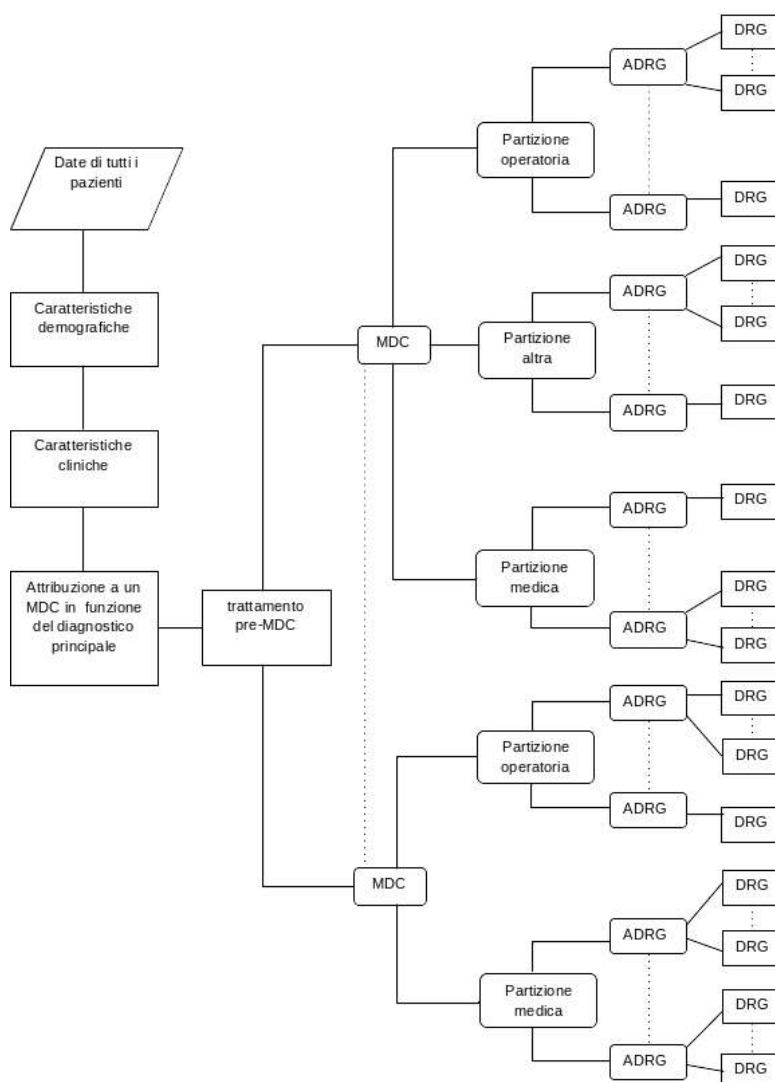 Date di tutti i
pazienti
Caratteristiche
demografiche
Caratteristiche
cliniche
Attribuzione a un
MDC in funzione
del diagnostico
principale
trattamento
pre-MDC
MDC
Partizione
operatoria
ADRG
DRG
DRG
ADRG
DRG
Partizione
altra
ADRG
DRG
DRG
ADRG
DRG
Partizione
medica
ADRG
DRG
ADRG
DRG
DRG
MDC
Partizione
operatoria
ADRG
DRG
DRG
ADRG
DRG
Partizione
medica
ADRG
DRG
DRG
ADRG
DRG
DRG